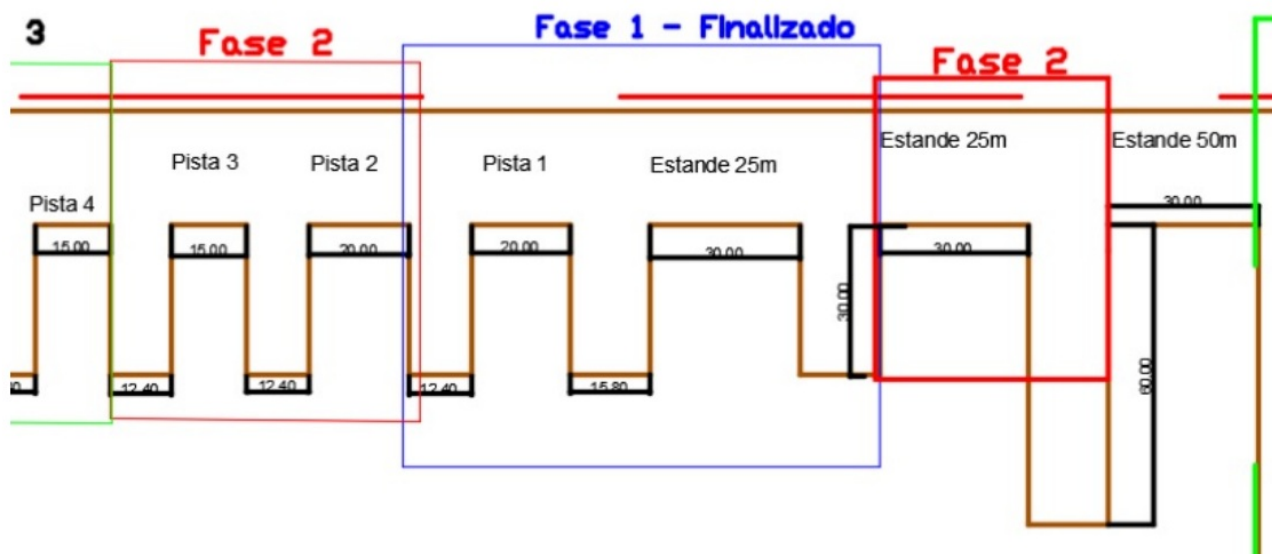 3
Fase 2
Fase 1 - Finalizado
Fase 2
Estande 25m
Estande 50m
Pista 3
Pista 2
Pista 1
Estande 25m
Pista 4
30.00
15.00
15.00
20.00
20.00
30.00
30.00
30.00
12.40
12.40
12.40
15.80
60.00